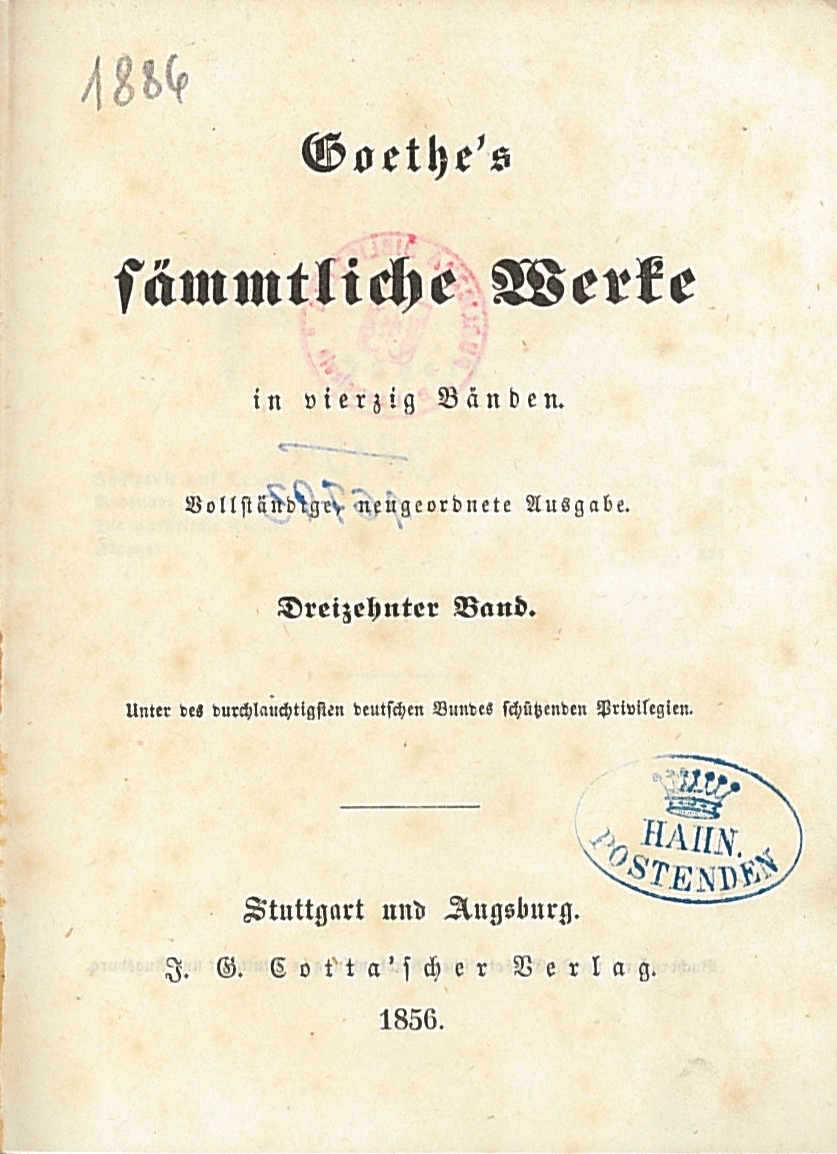 1886
Goethe's
sämmtliche Werke
in vierzig Bänden.
Vollständige, neugeordnete Ausgabe.
Dreizehnter Band.
Unter des durchlauchtigsten deutschen Bundes schützenden Privilegien.
HAHN.
POSTENDEN
Stuttgart und Augsburg.
J. G. Cotta'scher Verlag.
1856.